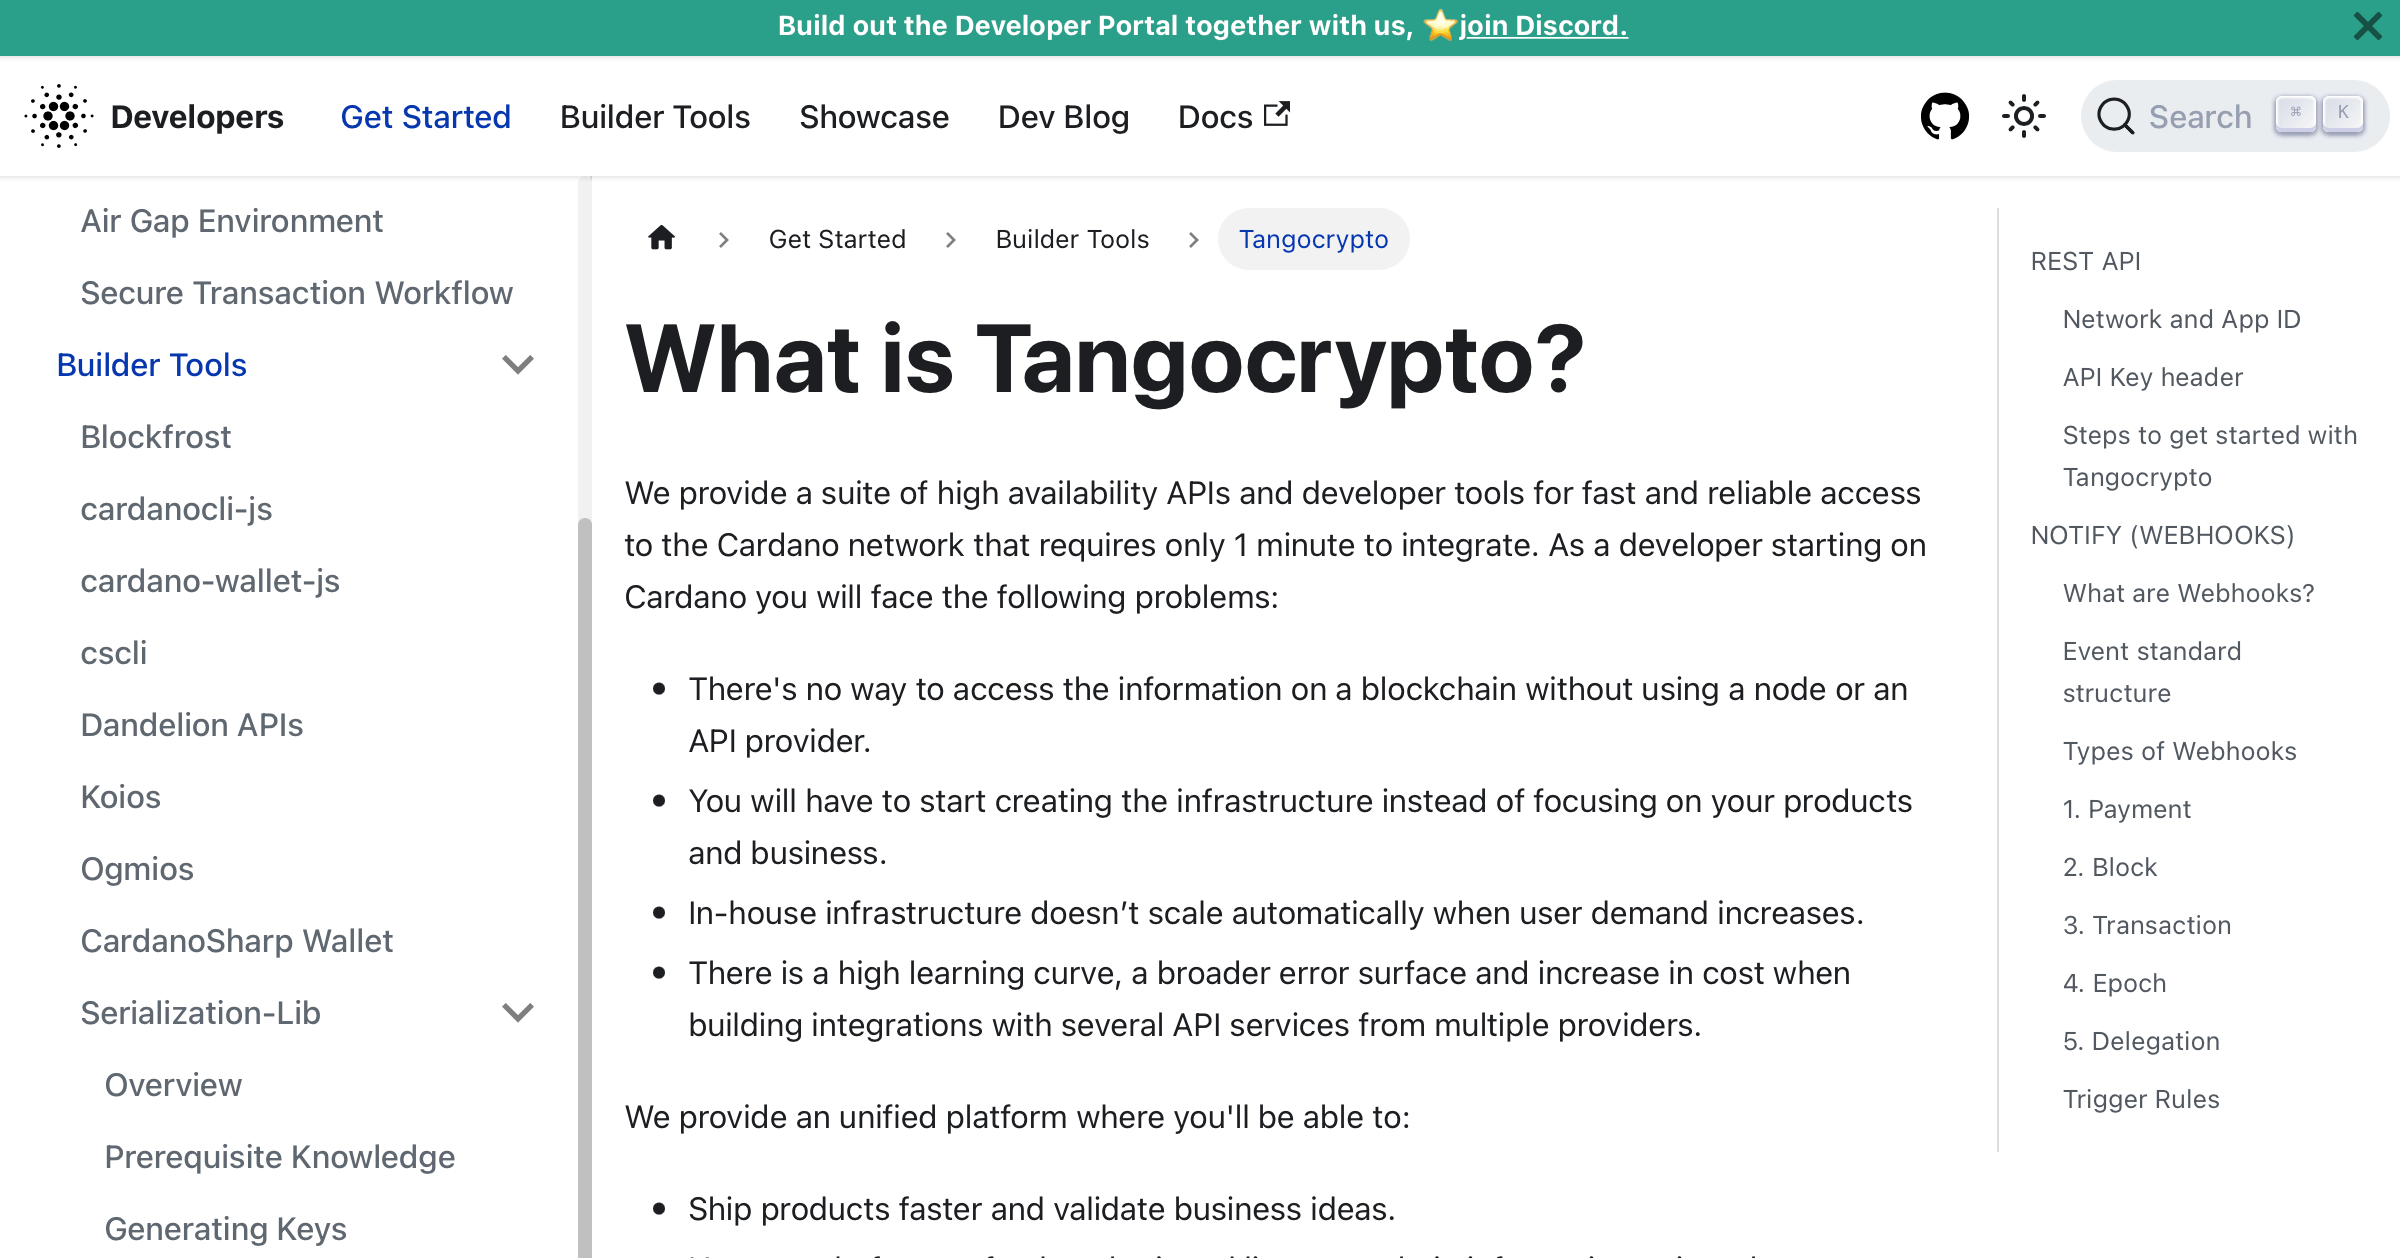 Build out the Developer Portal together with us, ⭐️join Discord.
Developers
Get Started
Builder Tools
Showcase
Dev Blog
Docs
Search
⌘
K
Air Gap Environment
Secure Transaction Workflow
Builder Tools
Blockfrost
cardanocli-js
cardano-wallet-js
cscli
Dandelion APIs
Koios
Ogmios
CardanoSharp Wallet
Serialization-Lib
Overview
Prerequisite Knowledge
Generating Keys
Get Started
Builder Tools
Tangocrypto
What is Tangocrypto?
We provide a suite of high availability APIs and developer tools for fast and reliable access
to the Cardano network that requires only 1 minute to integrate. As a developer starting on
Cardano you will face the following problems:
There's no way to access the information on a blockchain without using a node or an
API provider.
You will have to start creating the infrastructure instead of focusing on your products
and business.
In-house infrastructure doesn’t scale automatically when user demand increases.
There is a high learning curve, a broader error surface and increase in cost when
building integrations with several API services from multiple providers.
We provide an unified platform where you'll be able to:
Ship products faster and validate business ideas.
REST API
Network and App ID
API Key header
Steps to get started with
Tangocrypto
NOTIFY (WEBHOOKS)
What are Webhooks?
Event standard
structure
Types of Webhooks
1. Payment
2. Block
3. Transaction
4. Epoch
5. Delegation
Trigger Rules